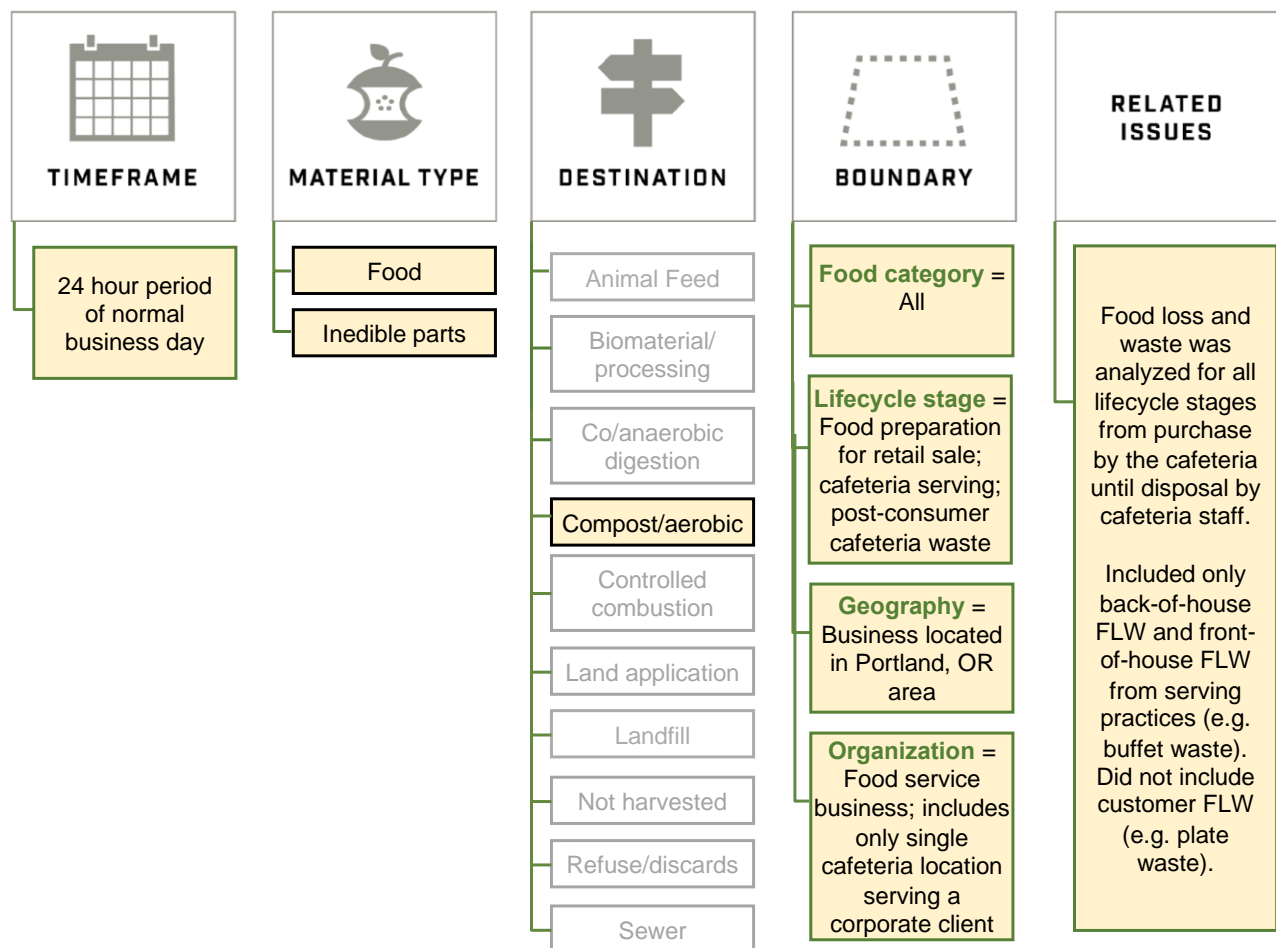 TIMEFRAME
24 hour period
of normal
business day
MATERIAL TYPE
Food
Inedible parts
DESTINATION
Animal Feed
Biomaterial/
processing
Co/anaerobic
digestion
Compost/aerobic
Controlled
combustion
Land application
Landfill
Not harvested
Refuse/discards
Sewer
BOUNDARY
Food category =
All
Lifecycle stage =
Food preparation
for retail sale;
cafeteria serving;
post-consumer
cafeteria waste
Geography =
Business located
in Portland, OR
area
Organization =
Food service
business; includes
only single
cafeteria location
serving a
corporate client
RELATED
ISSUES
Food loss and
waste was
analyzed for all
lifecycle stages
from purchase
by the cafeteria
until disposal by
cafeteria staff.
Included only
back-of-house
FLW and front-
of-house FLW
from serving
practices (e.g.
buffet waste).
Did not include
customer FLW
(e.g. plate
waste).